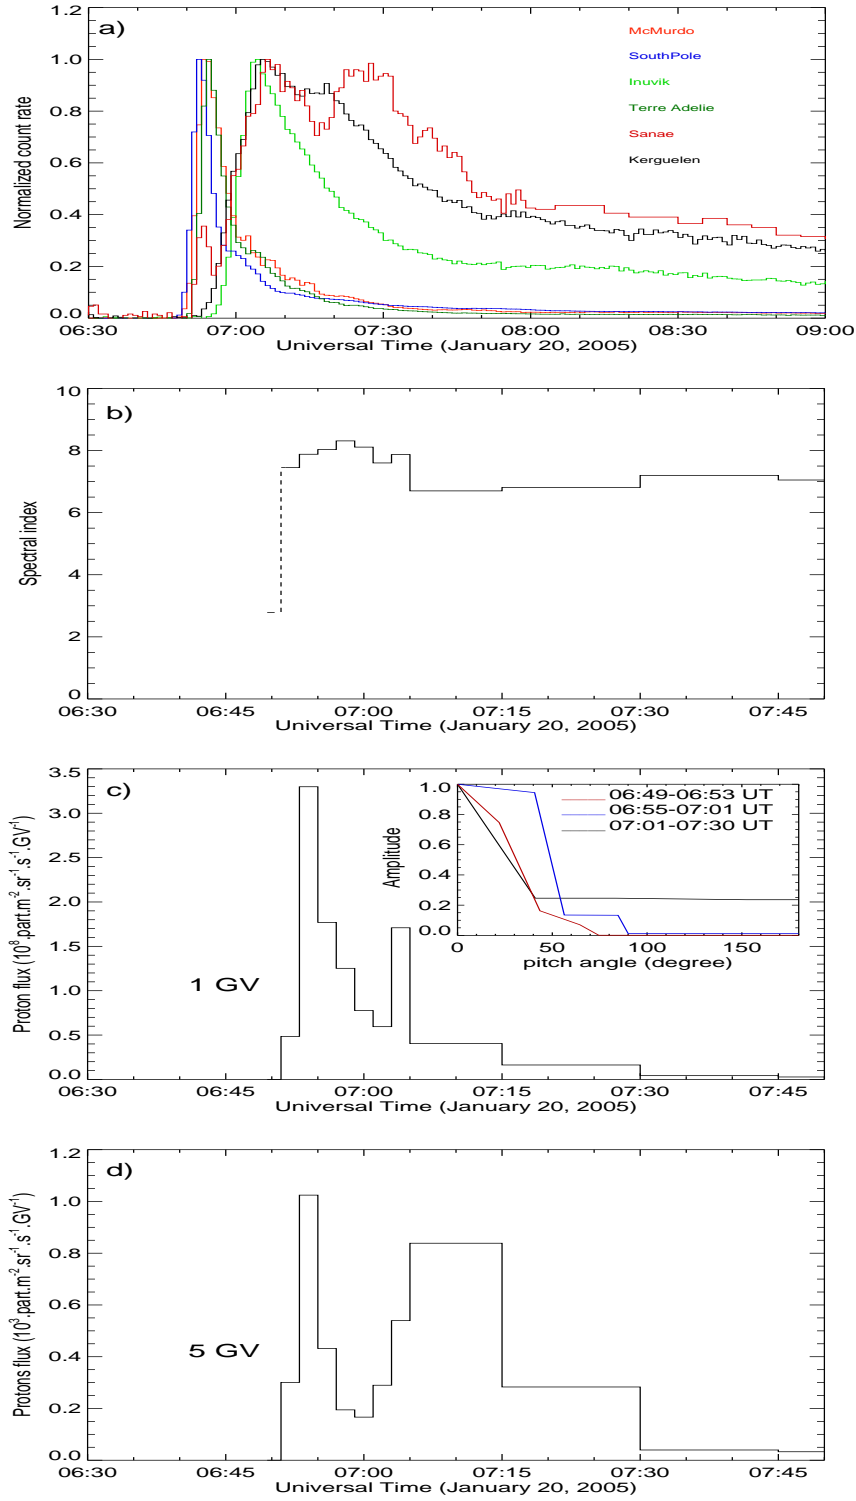 a)
McMurdo
SouthPole
Inuvik
Terre Adelie
Sanae
Kerguelen
Normalized count rate
1.2
1.0
0.8
0.6
0.4
0.2
0.0
06:30 07:00 07:30 08:00 08:30 09:00
Universal Time (January 20, 2005)
b)
Spectral index
10
8
6
4
2
0
06:30 06:45 07:00 07:15 07:30 07:45
Universal Time (January 20, 2005)
c)
Proton flux (10⁸.part.m⁻².sr⁻¹.s⁻¹.GV⁻¹)
3.5
3.0
2.5
2.0
1.5
1.0
0.5
0.0
1 GV
06:49-06:53 UT
06:55-07:01 UT
07:01-07:30 UT
Amplitude
1.0
0.8
0.6
0.4
0.2
0.0
0 50 100 150
pitch angle (degree)
06:30 06:45 07:00 07:15 07:30 07:45
Universal Time (January 20, 2005)
d)
Protons flux (10³.part.m⁻².sr⁻¹.s⁻¹.GV⁻¹)
1.2
1.0
0.8
0.6
0.4
0.2
0.0
5 GV
06:30 06:45 07:00 07:15 07:30 07:45
Universal Time (January 20, 2005)